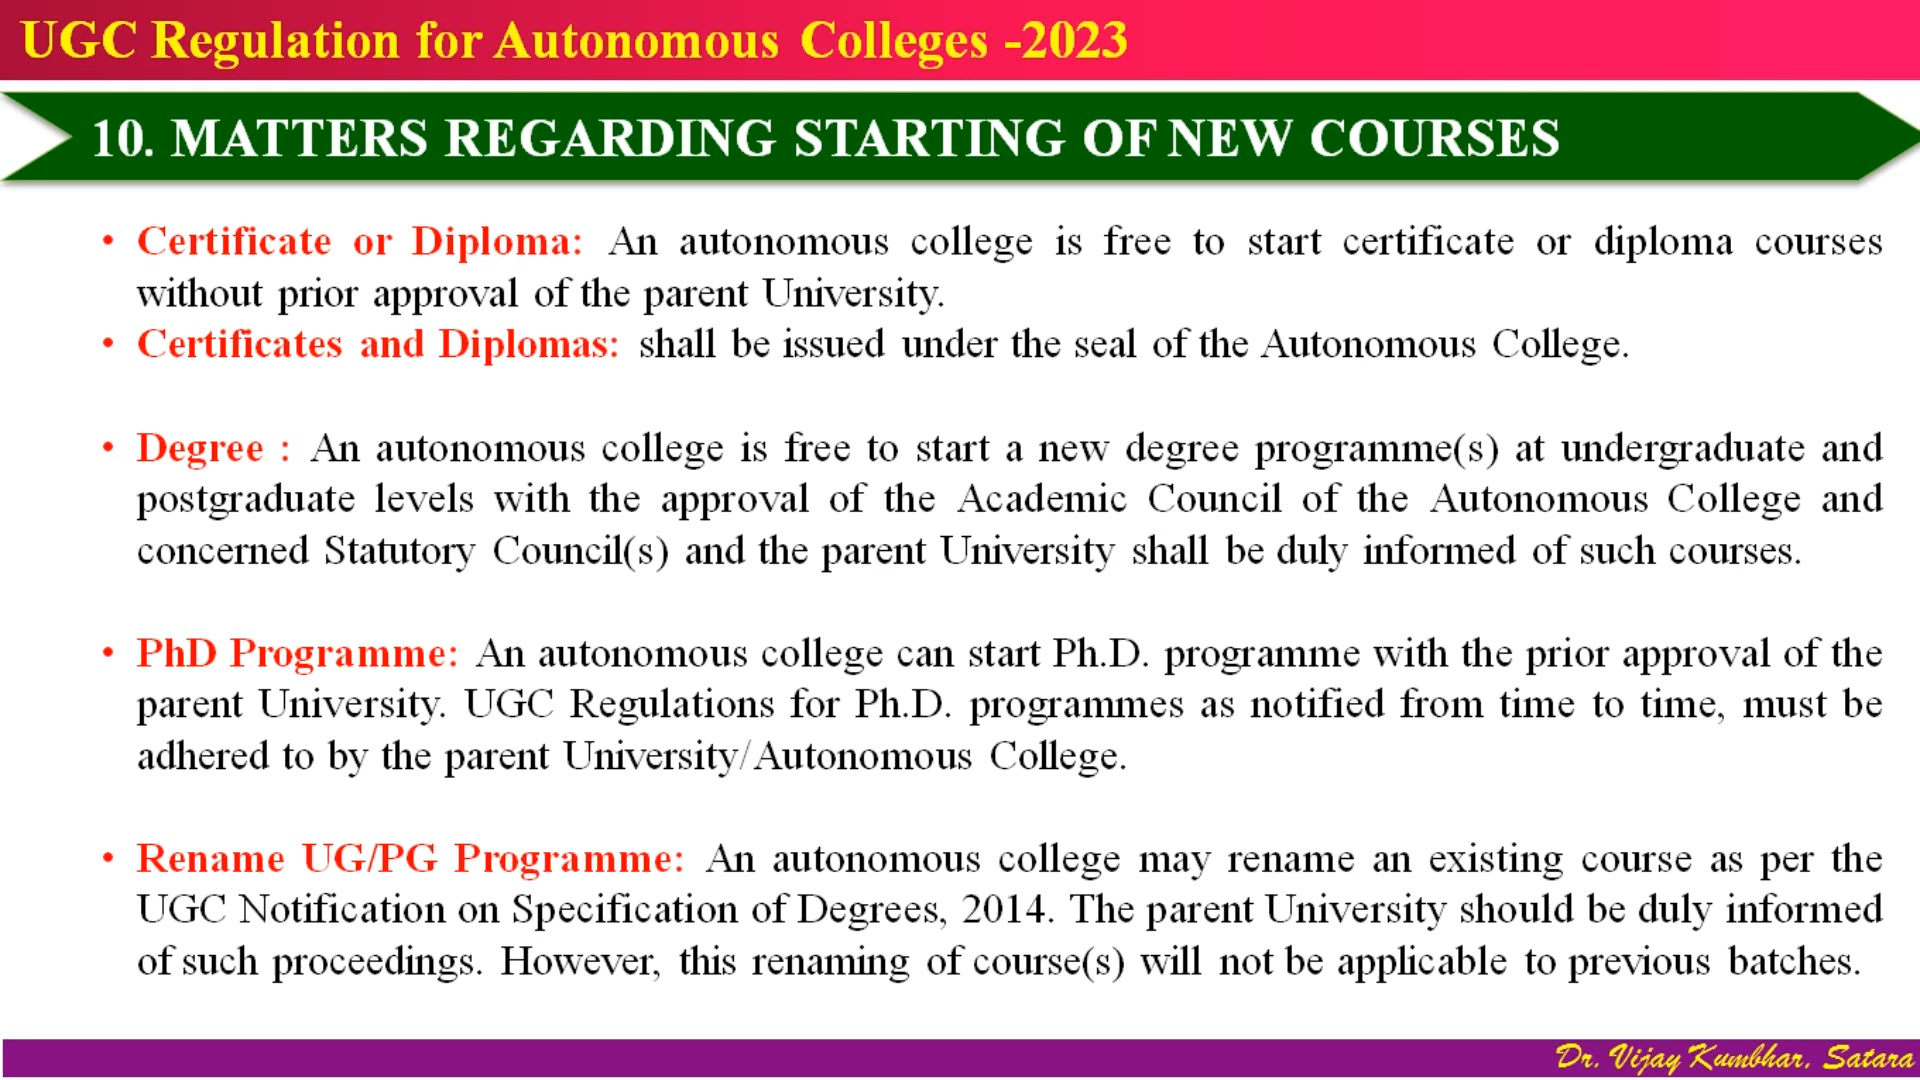 UGC Regulation for Autonomous Colleges -2023
10. MATTERS REGARDING STARTING OF NEW COURSES
• Certificate or Diploma: An autonomous college is free to start certificate or diploma courses
without prior approval of the parent University.
• Certificates and Diplomas: shall be issued under the seal of the Autonomous College.
• Degree : An autonomous college is free to start a new degree programme(s) at undergraduate and
postgraduate levels with the approval of the Academic Council of the Autonomous College and
concerned Statutory Council(s) and the parent University shall be duly informed of such courses.
• PhD Programme: An autonomous college can start Ph.D. programme with the prior approval of the
parent University. UGC Regulations for Ph.D. programmes as notified from time to time, must be
adhered to by the parent University/Autonomous College.
• Rename UG/PG Programme: An autonomous college may rename an existing course as per the
UGC Notification on Specification of Degrees, 2014. The parent University should be duly informed
of such proceedings. However, this renaming of course(s) will not be applicable to previous batches.
Dr. Vijay Kumbhar, Satara